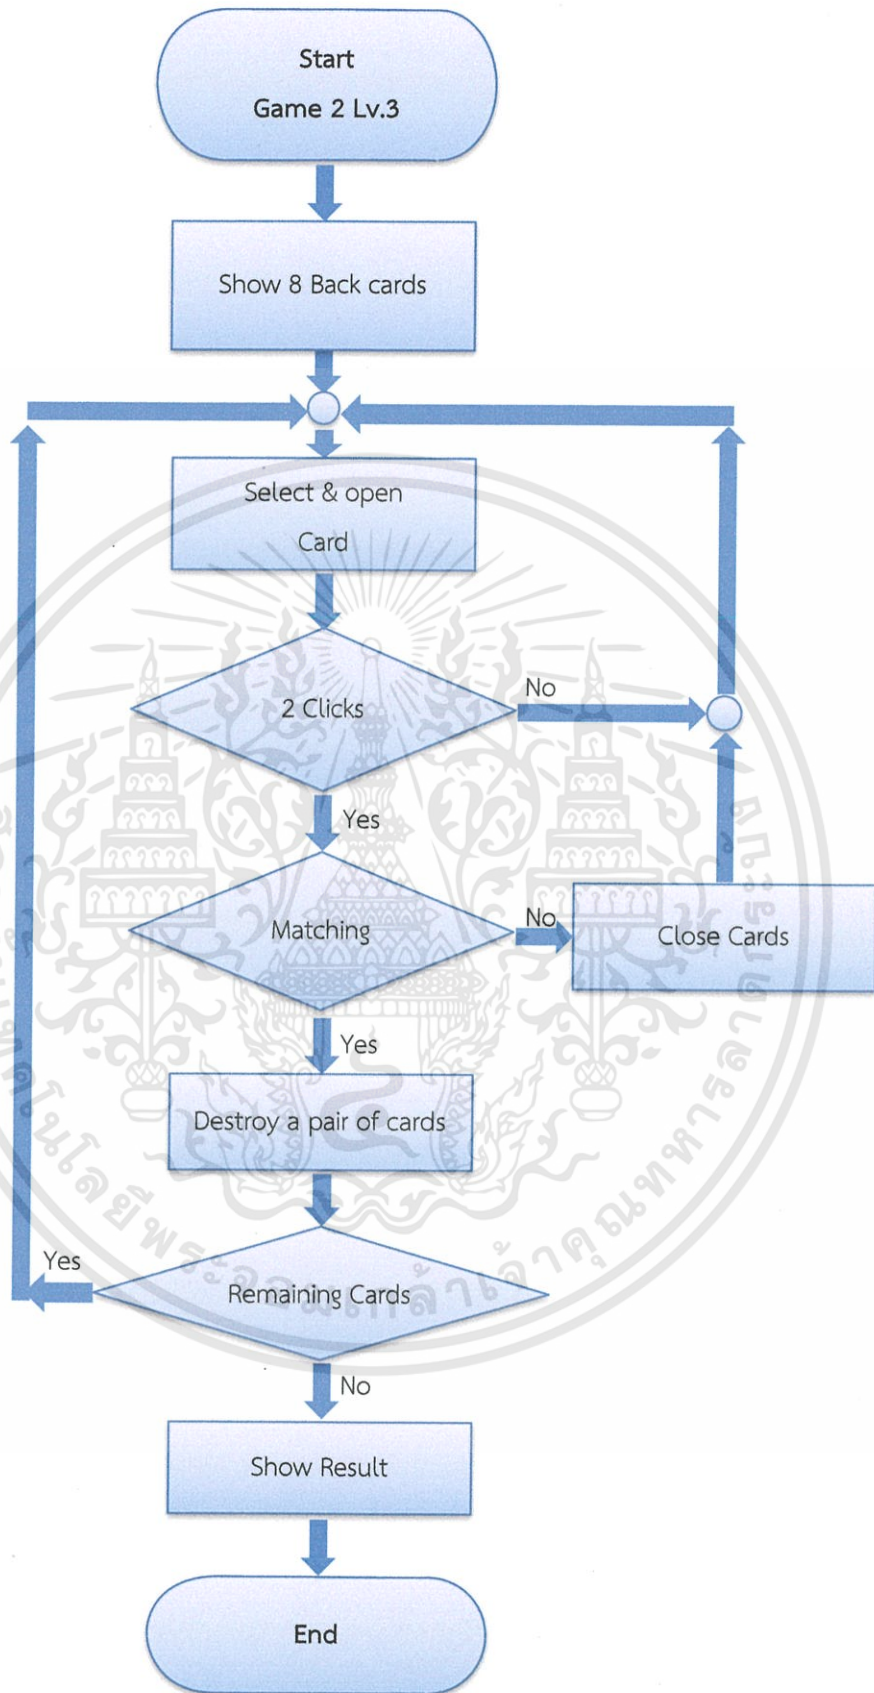 Start
Game 2 Lv.3
Show 8 Back cards
Select & open
Card
2 Clicks
No
Yes
Matching
No
Close Cards
Yes
Destroy a pair of cards
Yes
Remaining Cards
No
Show Result
End